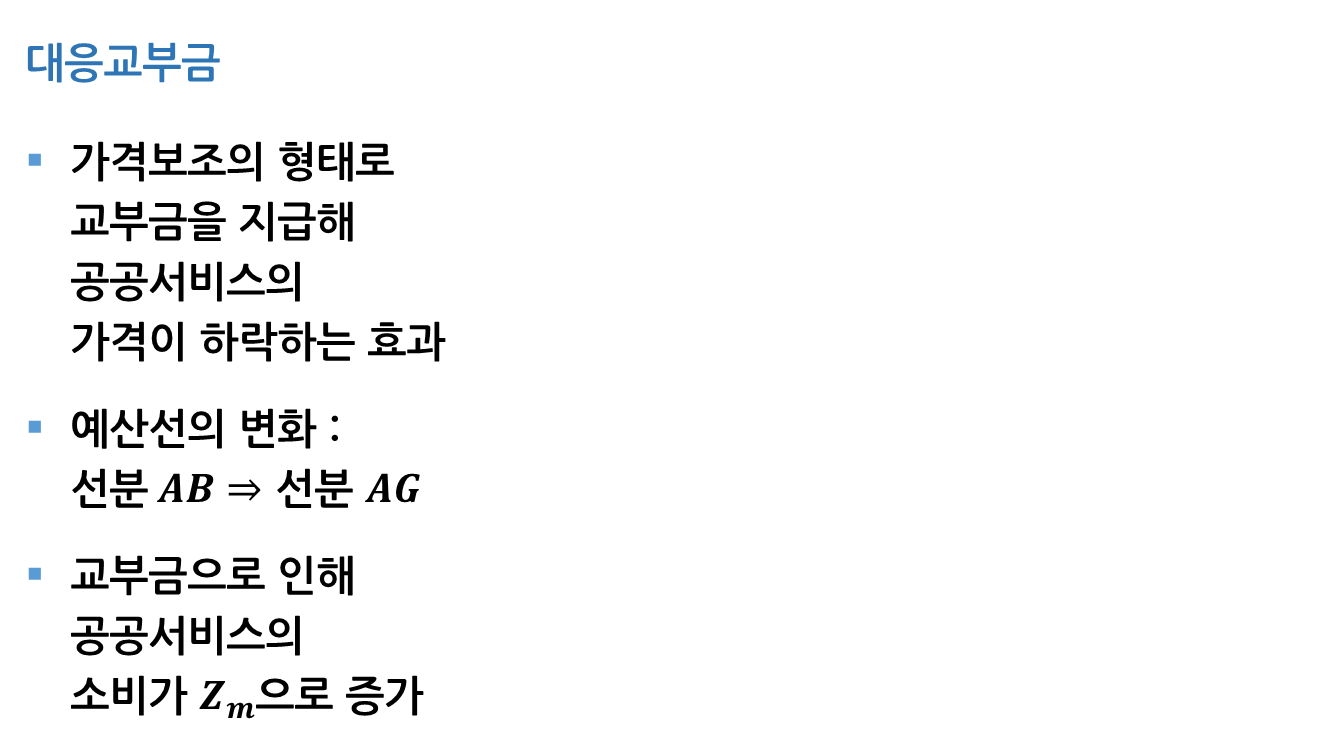 대응교부금
▪ 가격보조의 형태로
교부금을 지급해
공공서비스의
가격이 하락하는 효과
▪ 예산선의 변화 :
선분 AB ⇒ 선분 AG
▪ 교부금으로 인해
공공서비스의
소비가 Zₘ으로 증가